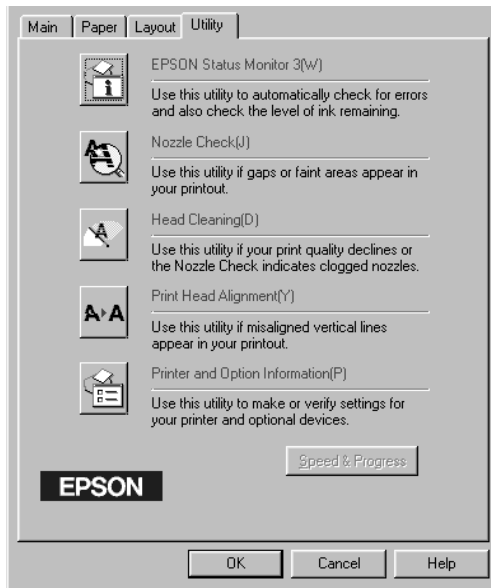 Main Paper Layout Utility
EPSON Status Monitor 3(W)
Use this utility to automatically check for errors
and also check the level of ink remaining.
Nozzle Check(J)
Use this utility if gaps or faint areas appear in
your printout.
Head Cleaning(D)
Use this utility if your print quality declines or
the Nozzle Check indicates clogged nozzles.
Print Head Alignment(Y)
A A
Use this utility if misaligned vertical lines
appear in your printout.
Printer and Option Information(P)
Use this utility to make or verify settings for
your printer and optional devices.
Speed & Progress
EPSON
OK Cancel Help